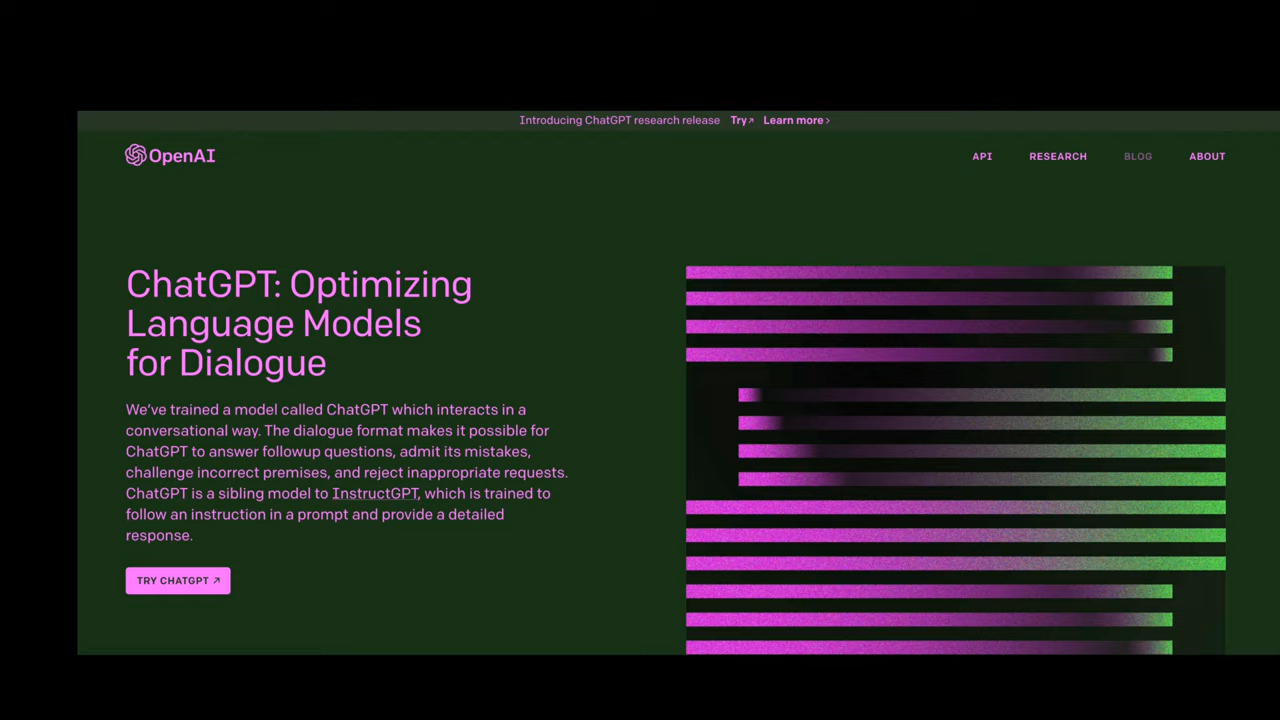 Introducing ChatGPT research release Try↗ Learn more ›
OpenAI
API RESEARCH BLOG ABOUT
ChatGPT: Optimizing
Language Models
for Dialogue
We’ve trained a model called ChatGPT which interacts in a
conversational way. The dialogue format makes it possible for
ChatGPT to answer followup questions, admit its mistakes,
challenge incorrect premises, and reject inappropriate requests.
ChatGPT is a sibling model to InstructGPT, which is trained to
follow an instruction in a prompt and provide a detailed
response.
TRY CHATGPT ↗